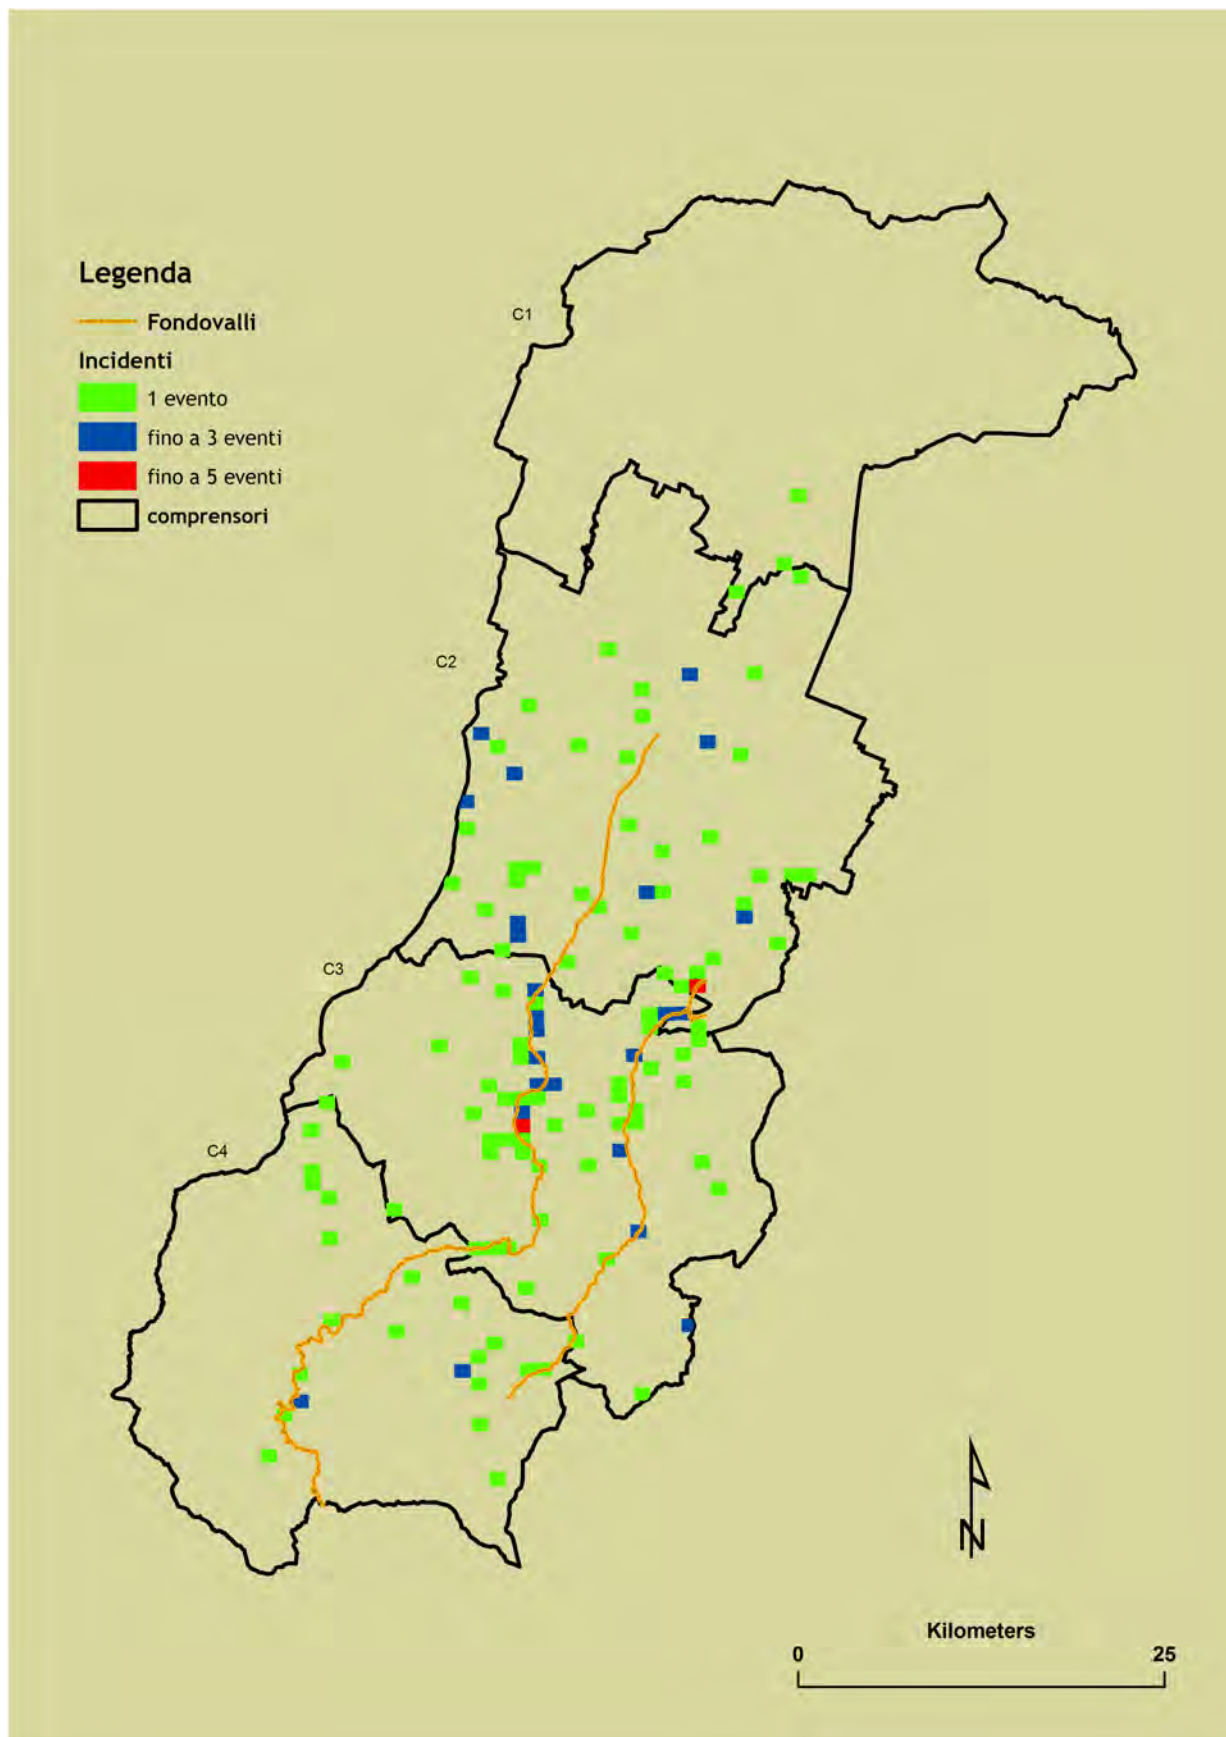 Legenda
Fondovalli
Incidenti
1 evento
fino a 3 eventi
fino a 5 eventi
comprensori
C1
C2
C3
C4
N
Kilometers
0 25